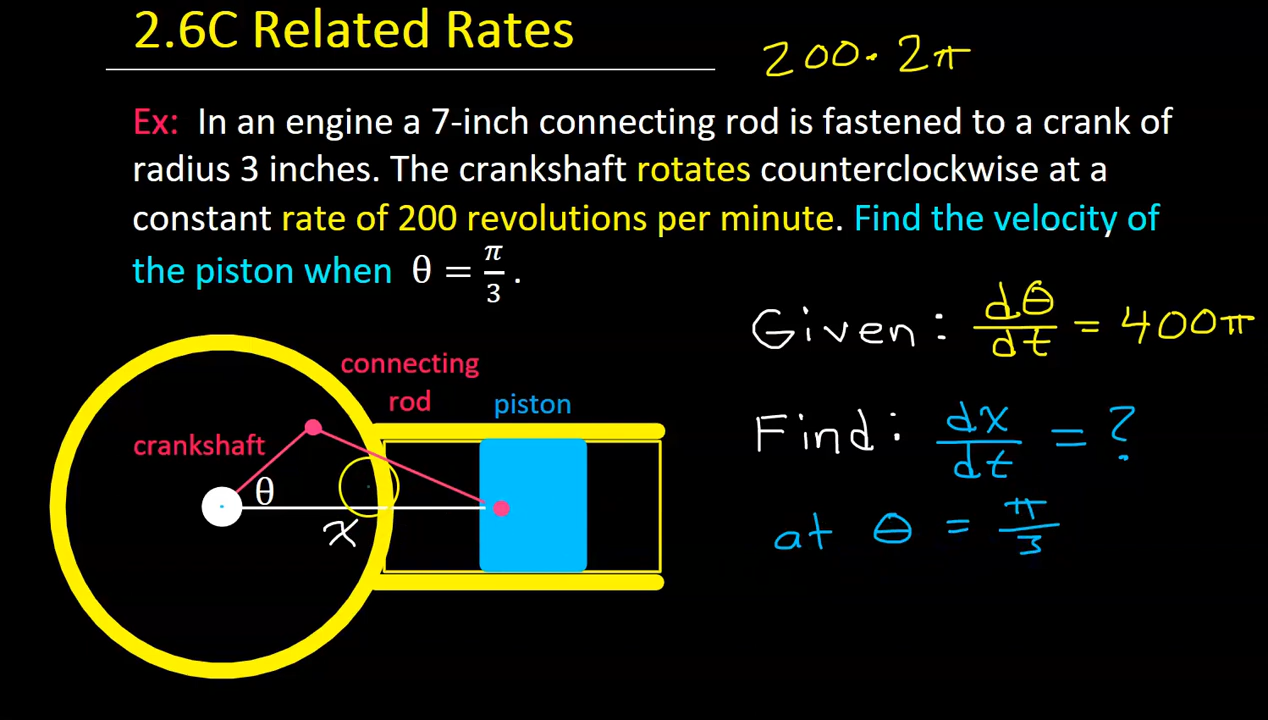 2.6C Related Rates
200 · 2π
Ex: In an engine a 7-inch connecting rod is fastened to a crank of
radius 3 inches. The crankshaft rotates counterclockwise at a
constant rate of 200 revolutions per minute. Find the velocity of
the piston when θ = π/3 .
Given: dθ/dt = 400π
Find: dx/dt = ?
at θ = π/3
connecting
rod
piston
crankshaft
θ
x